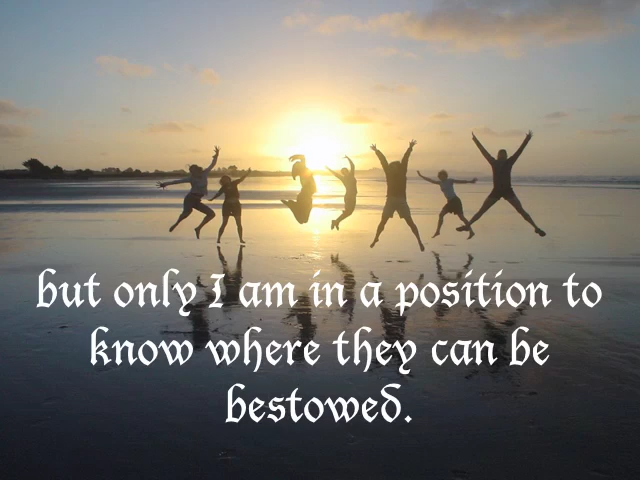 but only I am in a position to
know where they can be
bestowed.